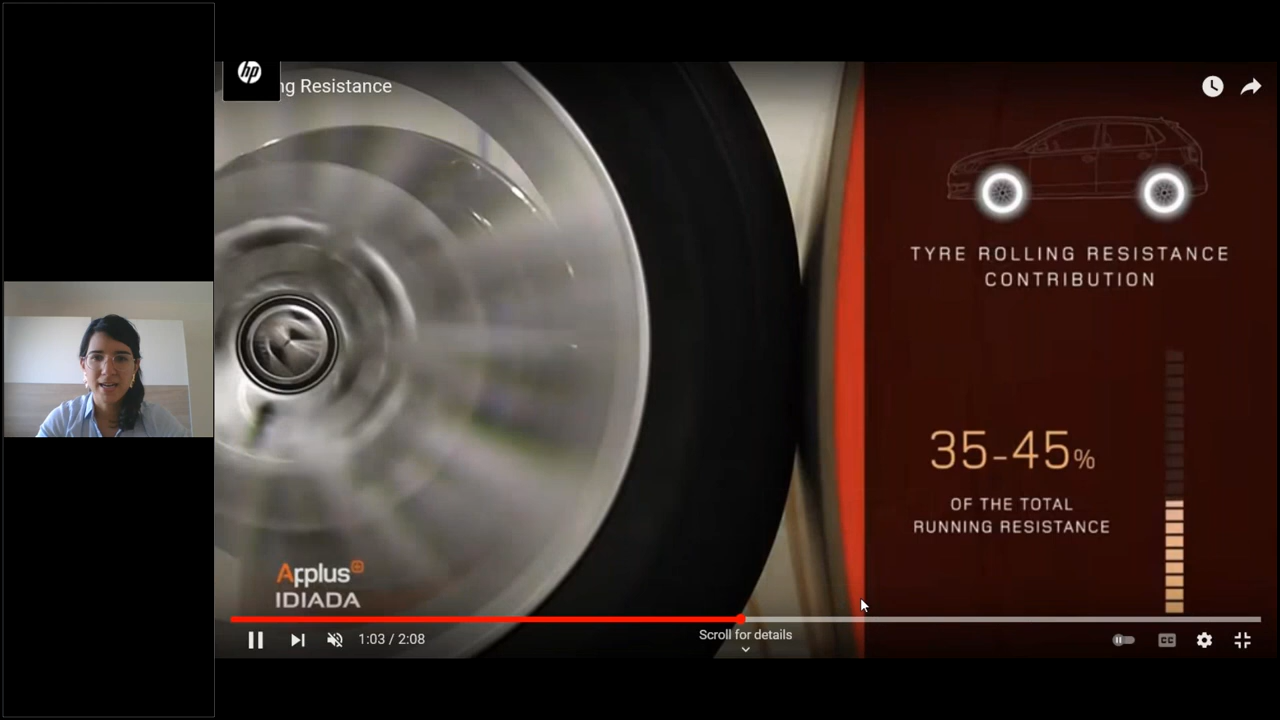 hp
ng Resistance
TYRE ROLLING RESISTANCE
CONTRIBUTION
35-45%
OF THE TOTAL
RUNNING RESISTANCE
Applus+
IDIADA
1:03 / 2:08
Scroll for details
CC